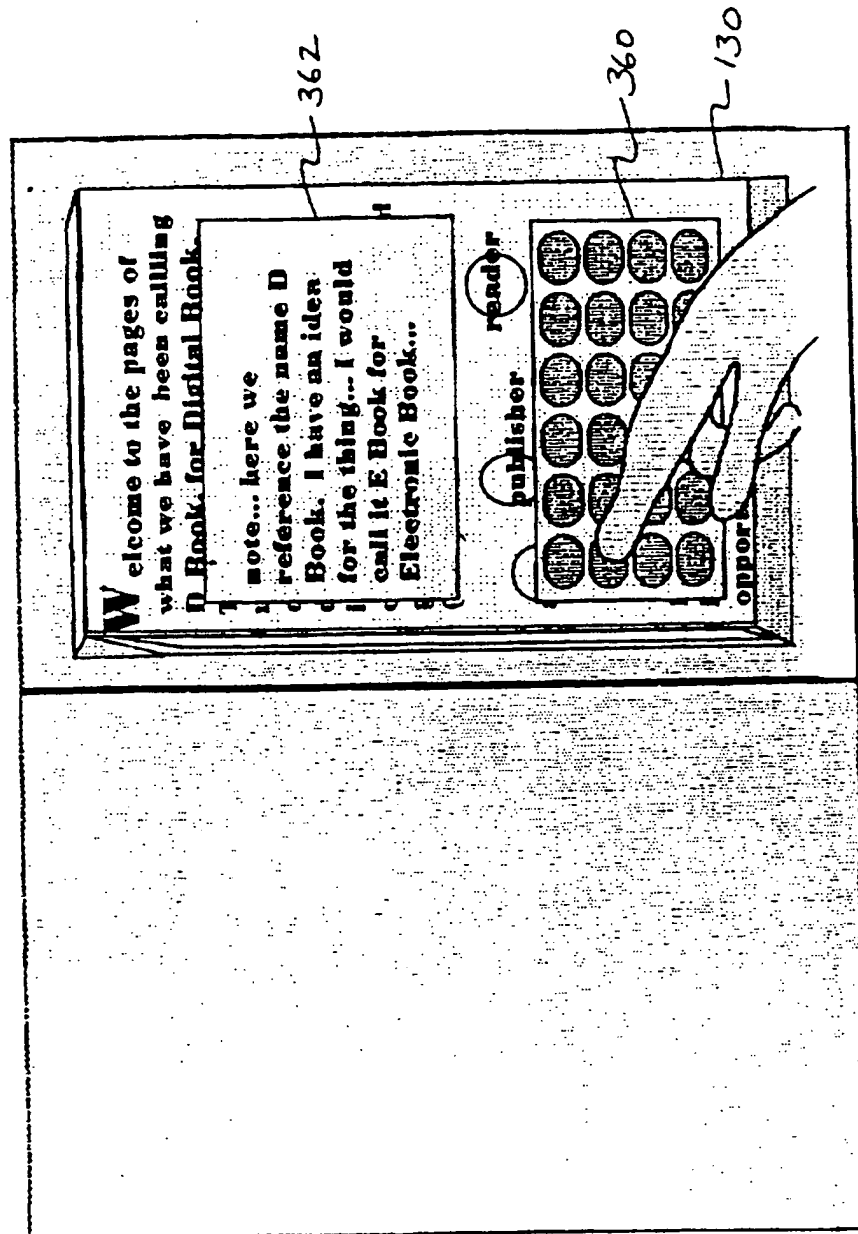 Welcome to the pages of
what we have been callling
D Book, for Digital Book.
note... here we
reference the name D
Book. I have an idea
for the thing... I would
call it E Book for
Electronic Book...
publisher
reader
oppor
362
360
130